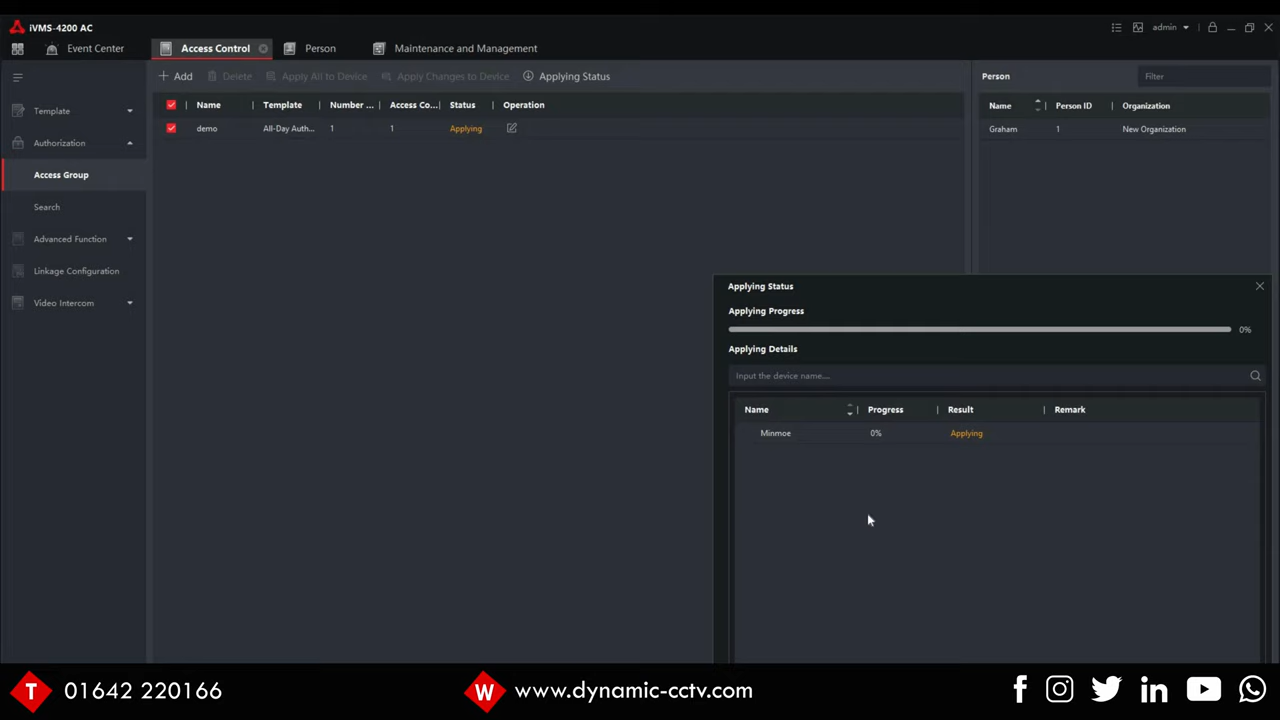 iVMS-4200 AC
admin
Event Center
Access Control
Person
Maintenance and Management
Add
Delete
Apply All to Device
Apply Changes to Device
Applying Status
Person
Filter
Template
Authorization
Access Group
Search
Advanced Function
Linkage Configuration
Video Intercom
Name | Template | Number ... | Access Co... | Status | Operation
demo All-Day Auth... 1 1 Applying
Name | Person ID | Organization
Graham 1 New Organization
Applying Status
Applying Progress
0%
Applying Details
Input the device name....
Name | Progress | Result | Remark
Minmoe 0% Applying
T 01642 220166
W www.dynamic-cctv.com